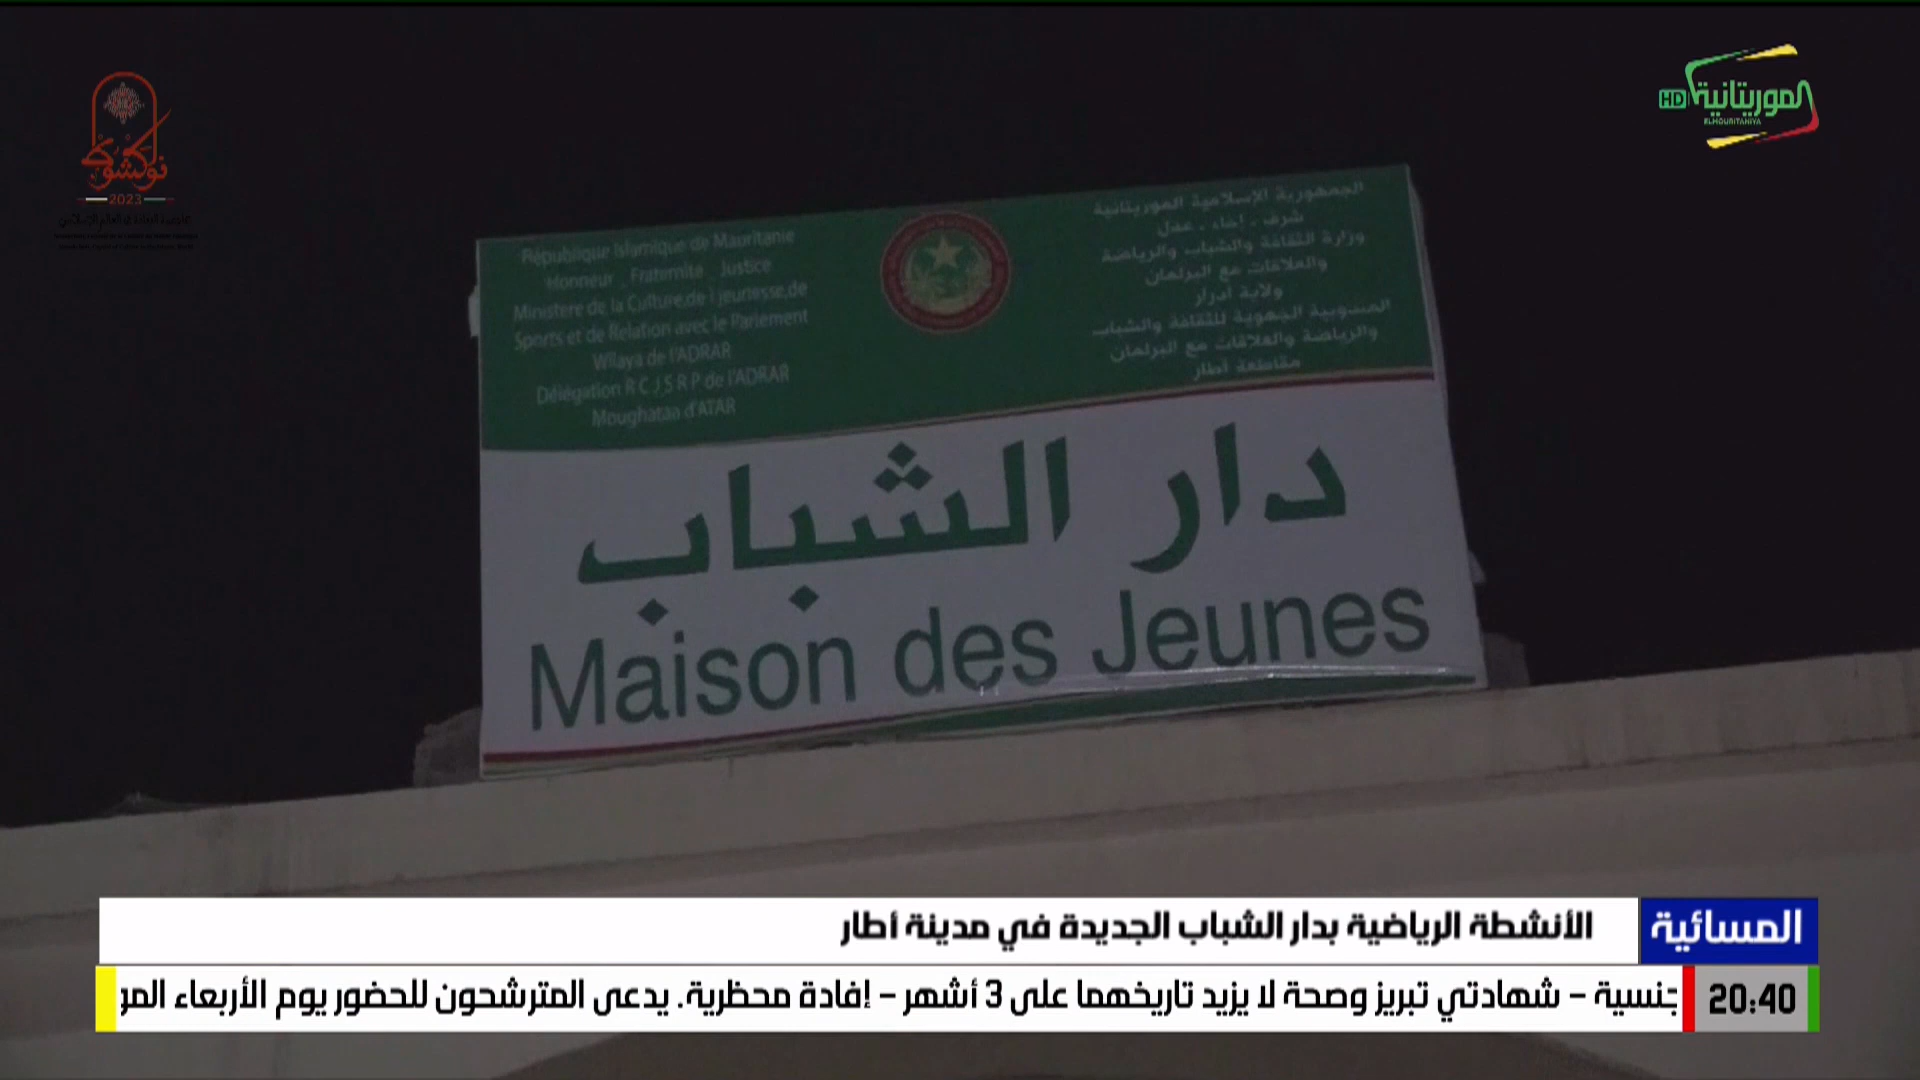 نواكشوط
2023
الموريتانية
HD
ELMOURITANIYA
République Islamique de Mauritanie
Honneur _ Fraternité _ Justice
Ministere de la Culture,de l jeunesse,de
Sports et de Relation avec le Parlement
Wilaya de l'ADRAR
Délégation R C J S R P de l'ADRAR
Moughataa d'ATAR
الجمهورية الإسلامية الموريتانية
شرف - إخاء - عدل
وزارة الثقافة والشباب والرياضة
والعلاقات مع البرلمان
ولاية آدرار
المندوبية الجهوية للثقافة والشباب
والرياضة والعلاقات مع البرلمان
مقاطعة أطار
دار الشباب
Maison des Jeunes
المسائية
الأنشطة الرياضية بدار الشباب الجديدة في مدينة أطار
20:40
جنسية – شهادتي تبريز وصحة لا يزيد تاريخهما على 3 أشهر – إفادة محظرية. يدعى المترشحون للحضور يوم الأربعاء المو